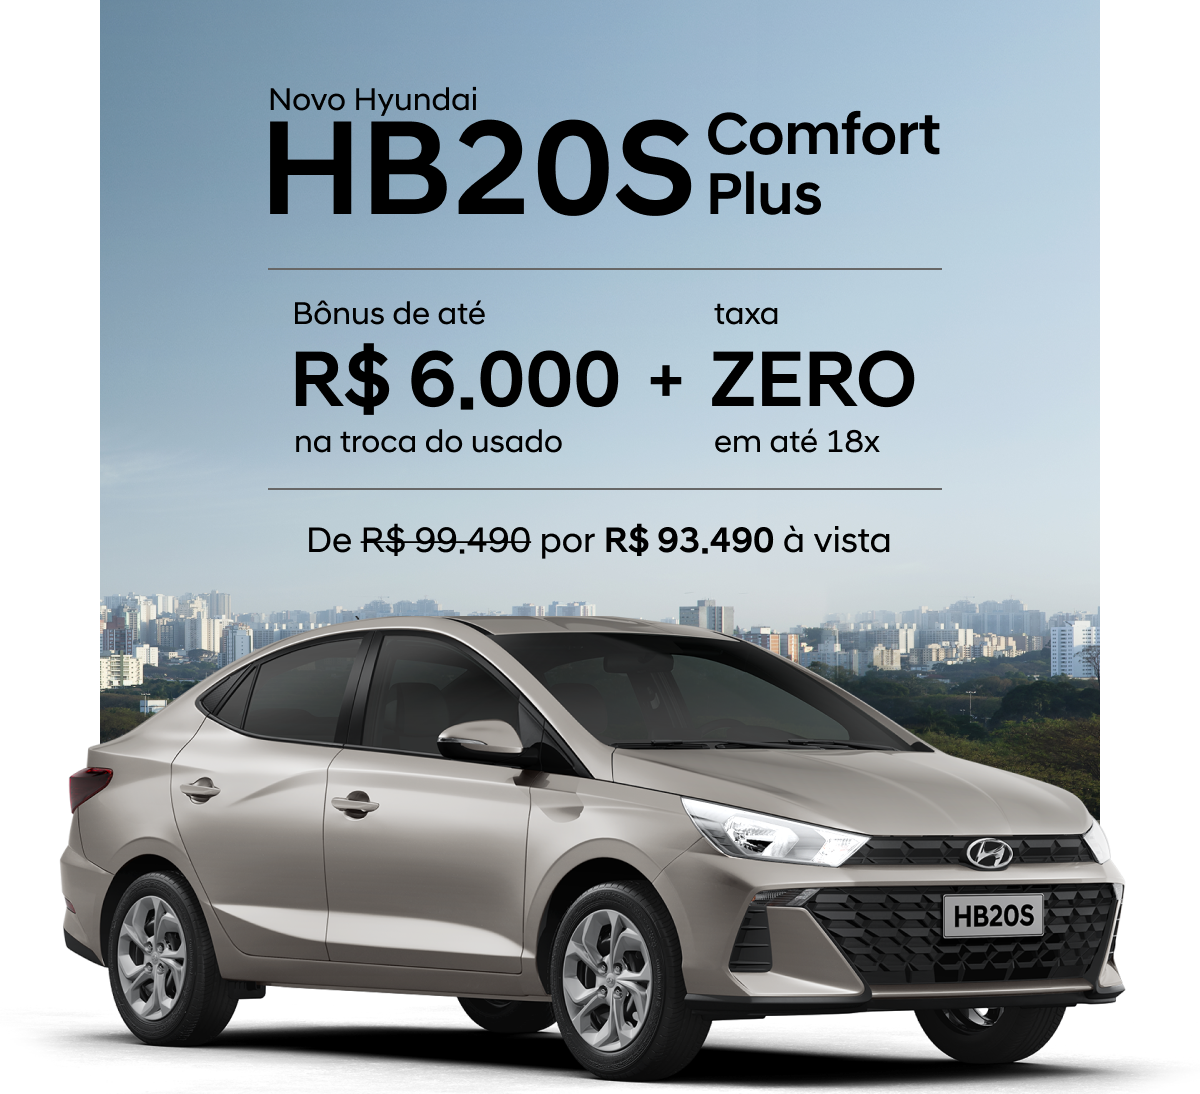 Novo Hyundai
HB20S Comfort Plus
Bônus de até
R$ 6.000
na troca do usado
+
taxa
ZERO
em até 18x
De R$ 99.490 por R$ 93.490 à vista
HB20S